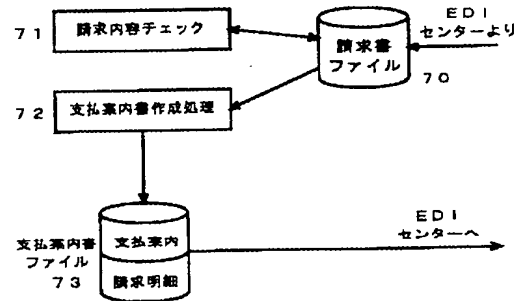 EDI
センターより
71
請求内容チェック
請求書
ファイル
70
72
支払案内書作成処理
支払案内書
ファイル
73
支払案内
請求明細
EDI
センターへ